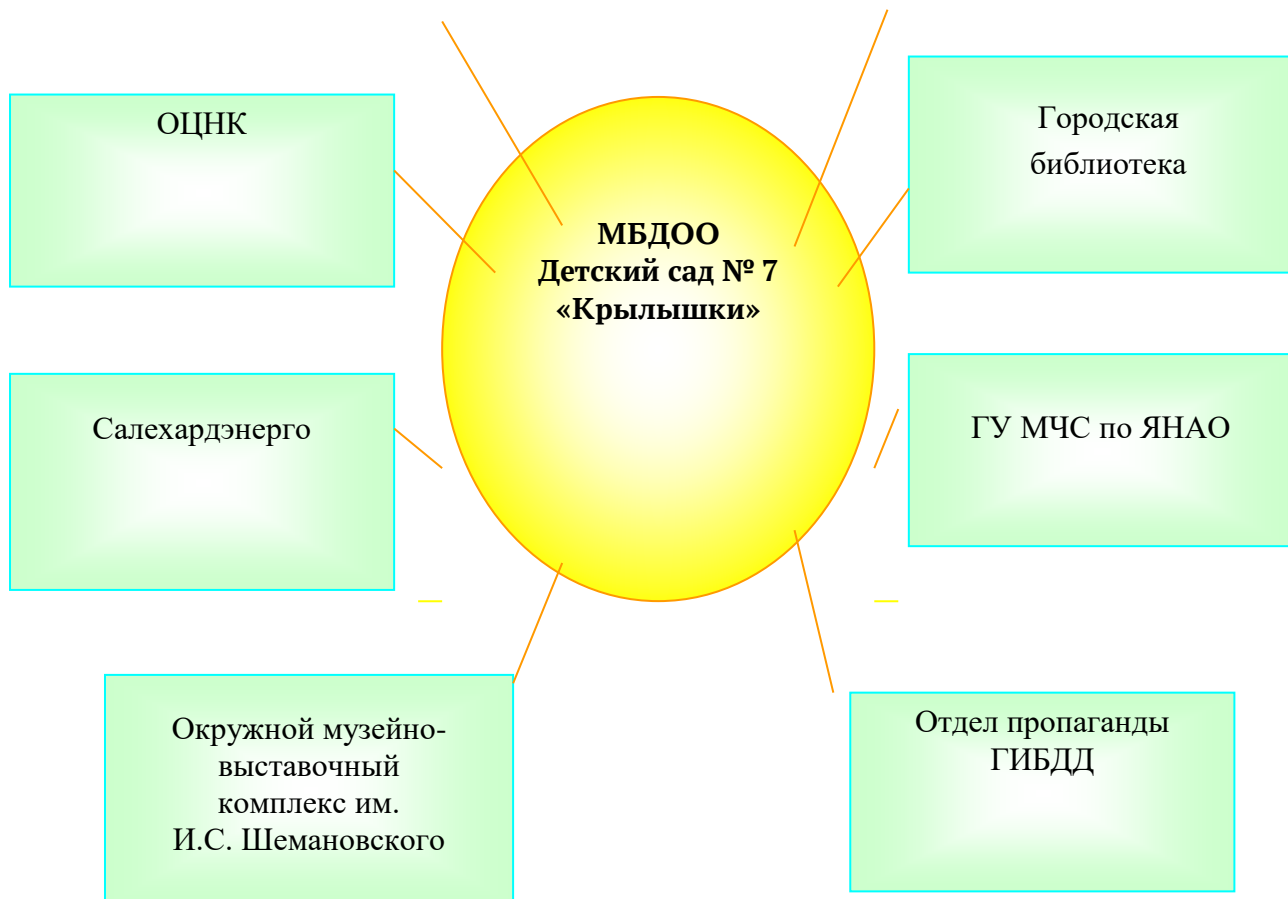 ОЦНК
Городская
библиотека
МБДОО
Детский сад № 7
«Крылышки»
Салехардэнерго
ГУ МЧС по ЯНАО
Окружной музейно-
выставочный
комплекс им.
И.С. Шемановского
Отдел пропаганды
ГИБДД